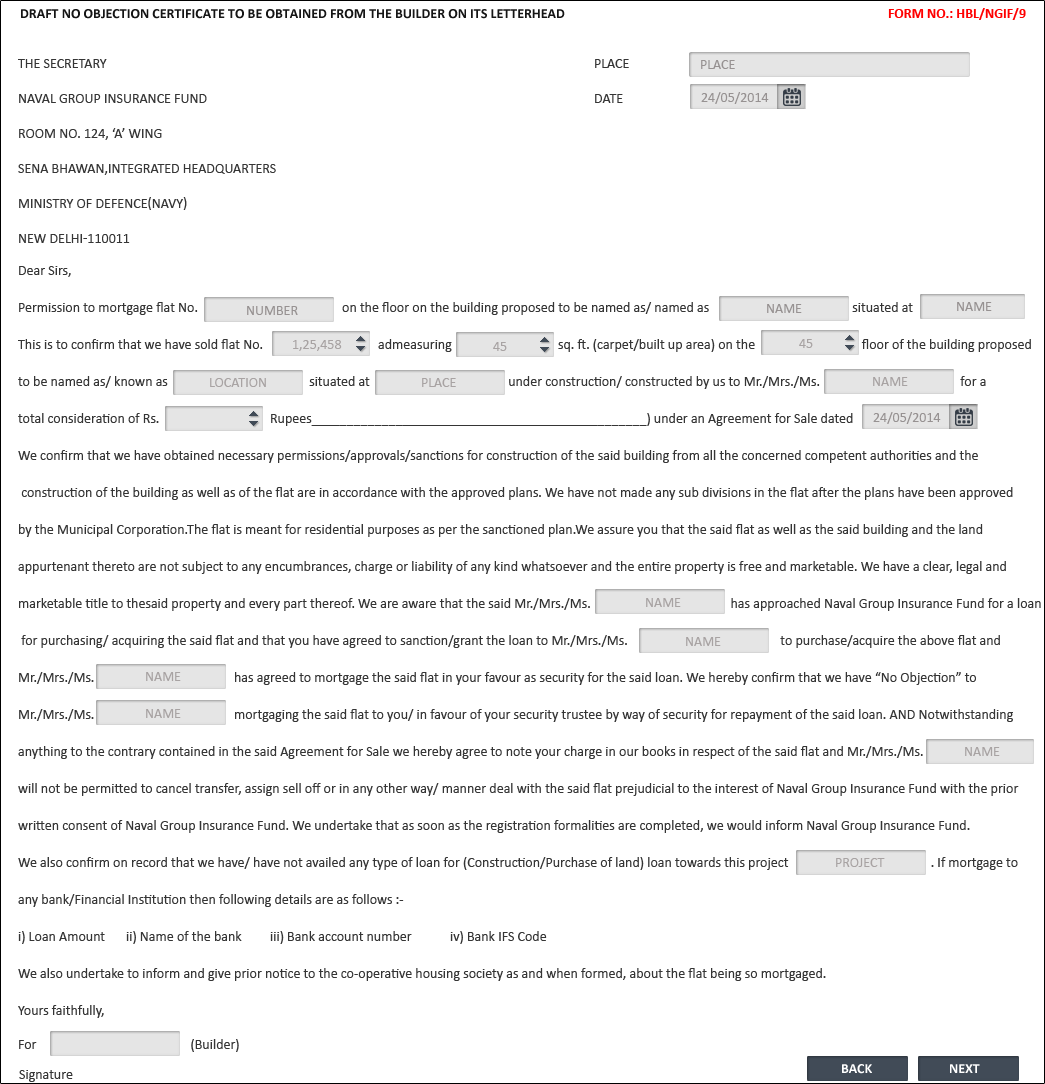 DRAFT NO OBJECTION CERTIFICATE TO BE OBTAINED FROM THE BUILDER ON ITS LETTERHEAD FORM NO.: HBL/NGIF/9
THE SECRETARY PLACE PLACE
NAVAL GROUP INSURANCE FUND DATE 24/05/2014
ROOM NO. 124, ‘A’ WING
SENA BHAWAN,INTEGRATED HEADQUARTERS
MINISTRY OF DEFENCE(NAVY)
NEW DELHI-110011
Dear Sirs,
Permission to mortgage flat No. NUMBER on the floor on the building proposed to be named as/ named as NAME situated at NAME
This is to confirm that we have sold flat No. 1,25,458 admeasuring 45 sq. ft. (carpet/built up area) on the 45 floor of the building proposed
to be named as/ known as LOCATION situated at PLACE under construction/ constructed by us to Mr./Mrs./Ms. NAME for a
total consideration of Rs. Rupees________________________________________________) under an Agreement for Sale dated 24/05/2014
We confirm that we have obtained necessary permissions/approvals/sanctions for construction of the said building from all the concerned competent authorities and the
construction of the building as well as of the flat are in accordance with the approved plans. We have not made any sub divisions in the flat after the plans have been approved
by the Municipal Corporation.The flat is meant for residential purposes as per the sanctioned plan.We assure you that the said flat as well as the said building and the land
appurtenant thereto are not subject to any encumbrances, charge or liability of any kind whatsoever and the entire property is free and marketable. We have a clear, legal and
marketable title to thesaid property and every part thereof. We are aware that the said Mr./Mrs./Ms. NAME has approached Naval Group Insurance Fund for a loan
for purchasing/ acquiring the said flat and that you have agreed to sanction/grant the loan to Mr./Mrs./Ms. NAME to purchase/acquire the above flat and
Mr./Mrs./Ms. NAME has agreed to mortgage the said flat in your favour as security for the said loan. We hereby confirm that we have “No Objection” to
Mr./Mrs./Ms. NAME mortgaging the said flat to you/ in favour of your security trustee by way of security for repayment of the said loan. AND Notwithstanding
anything to the contrary contained in the said Agreement for Sale we hereby agree to note your charge in our books in respect of the said flat and Mr./Mrs./Ms. NAME
will not be permitted to cancel transfer, assign sell off or in any other way/ manner deal with the said flat prejudicial to the interest of Naval Group Insurance Fund with the prior
written consent of Naval Group Insurance Fund. We undertake that as soon as the registration formalities are completed, we would inform Naval Group Insurance Fund.
We also confirm on record that we have/ have not availed any type of loan for (Construction/Purchase of land) loan towards this project PROJECT . If mortgage to
any bank/Financial Institution then following details are as follows :-
i) Loan Amount ii) Name of the bank iii) Bank account number iv) Bank IFS Code
We also undertake to inform and give prior notice to the co-operative housing society as and when formed, about the flat being so mortgaged.
Yours faithfully,
For (Builder)
Signature BACK NEXT